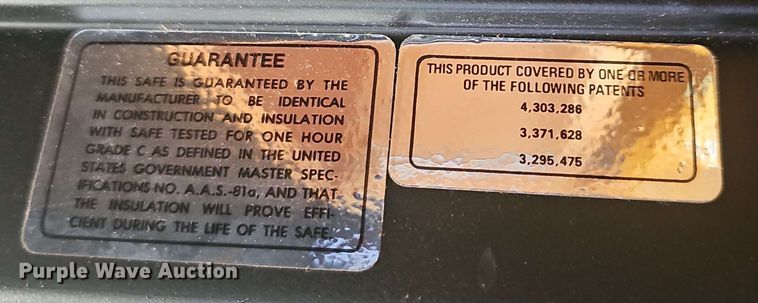 GUARANTEE
THIS SAFE IS GUARANTEED BY THE
MANUFACTURER TO BE IDENTICAL
IN CONSTRUCTION AND INSULATION
WITH SAFE TESTED FOR ONE HOUR
GRADE C AS DEFINED IN THE UNITED
STATES GOVERNMENT MASTER SPEC-
IFICATIONS NO. A.A.S.-81a, AND THAT
THE INSULATION WILL PROVE EFFI-
CIENT DURING THE LIFE OF THE SAFE.
THIS PRODUCT COVERED BY ONE OR MORE
OF THE FOLLOWING PATENTS
4,303,286
3,371,628
3,295,475
Purple Wave Auction